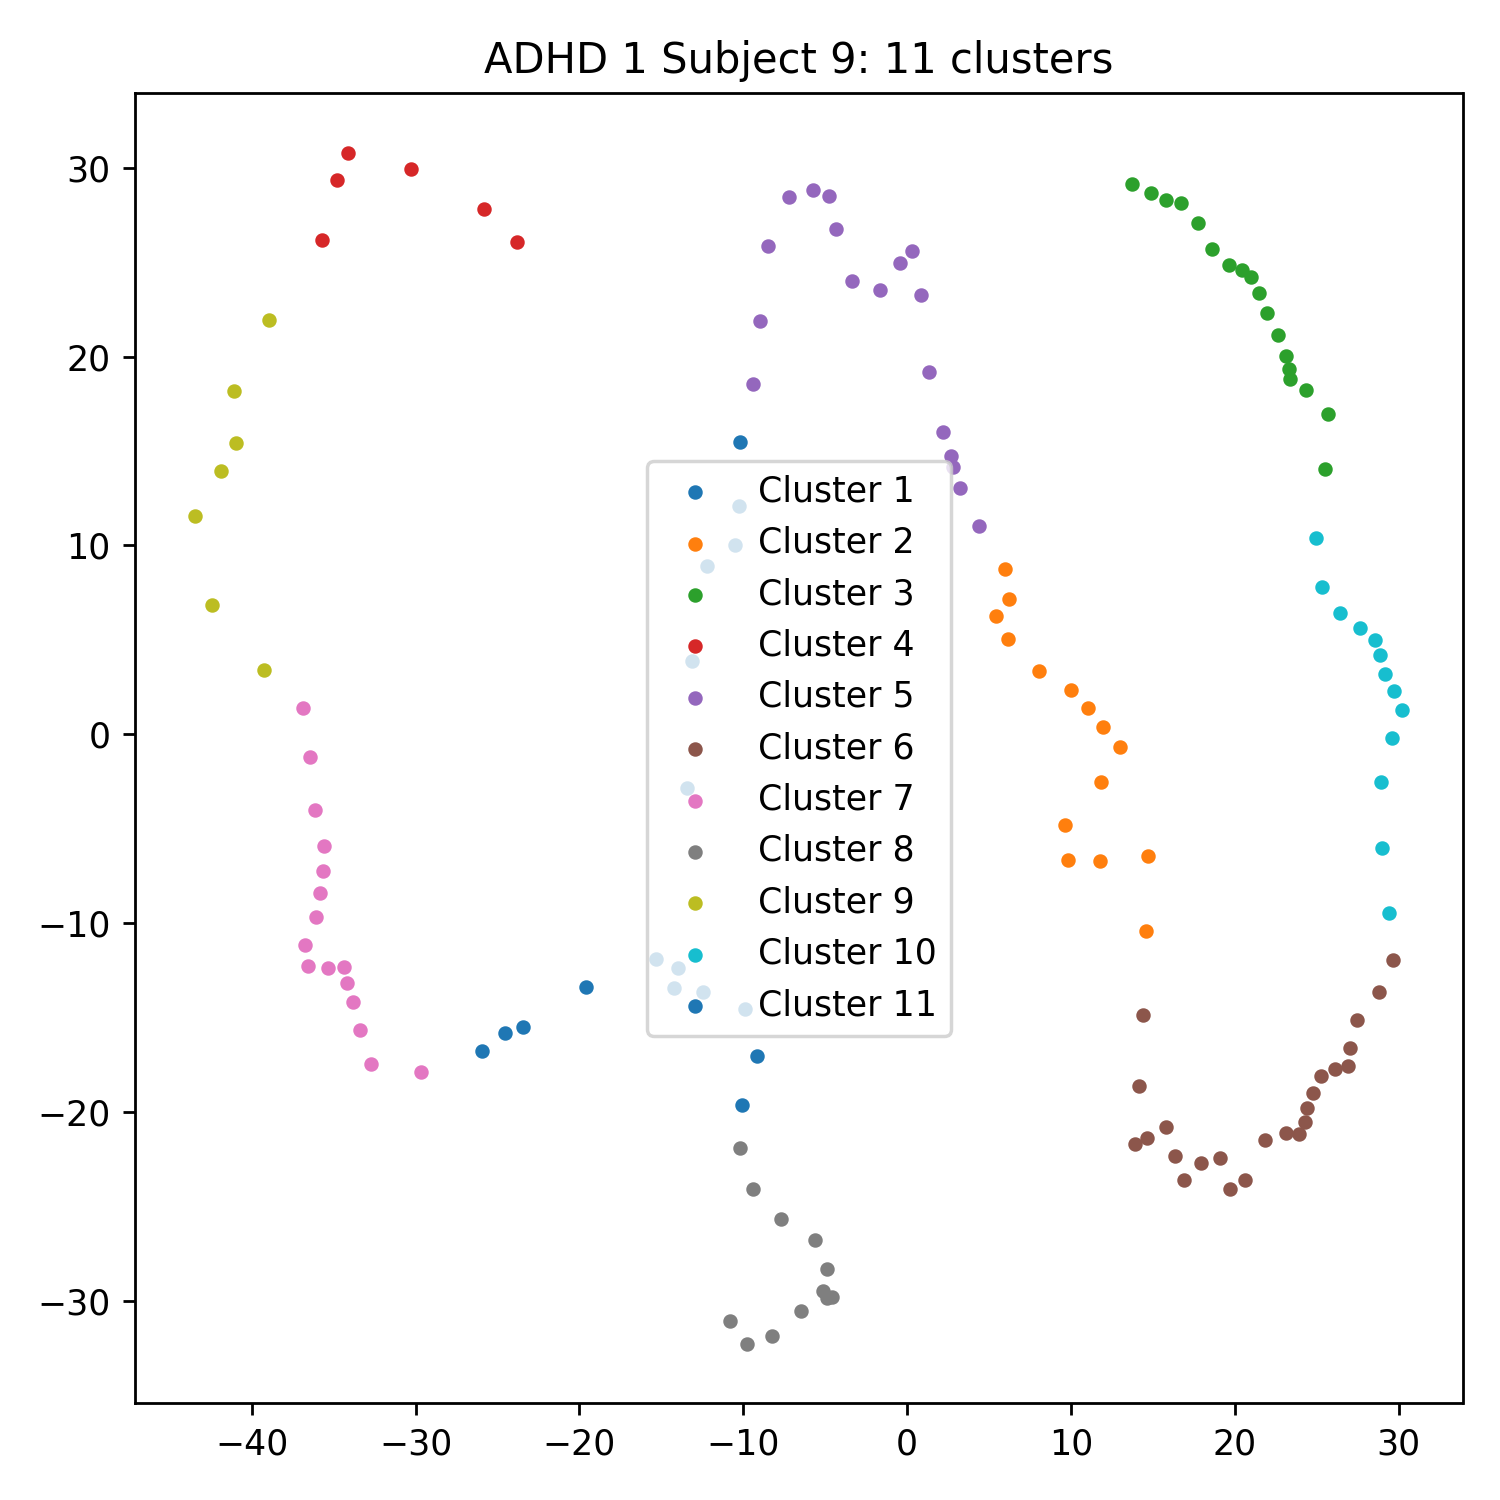 ADHD 1 Subject 9: 11 clusters
30
20
10
0
−10
−20
−30
Cluster 1
Cluster 2
Cluster 3
Cluster 4
Cluster 5
Cluster 6
Cluster 7
Cluster 8
Cluster 9
Cluster 10
Cluster 11
−40 −30 −20 −10 0 10 20 30